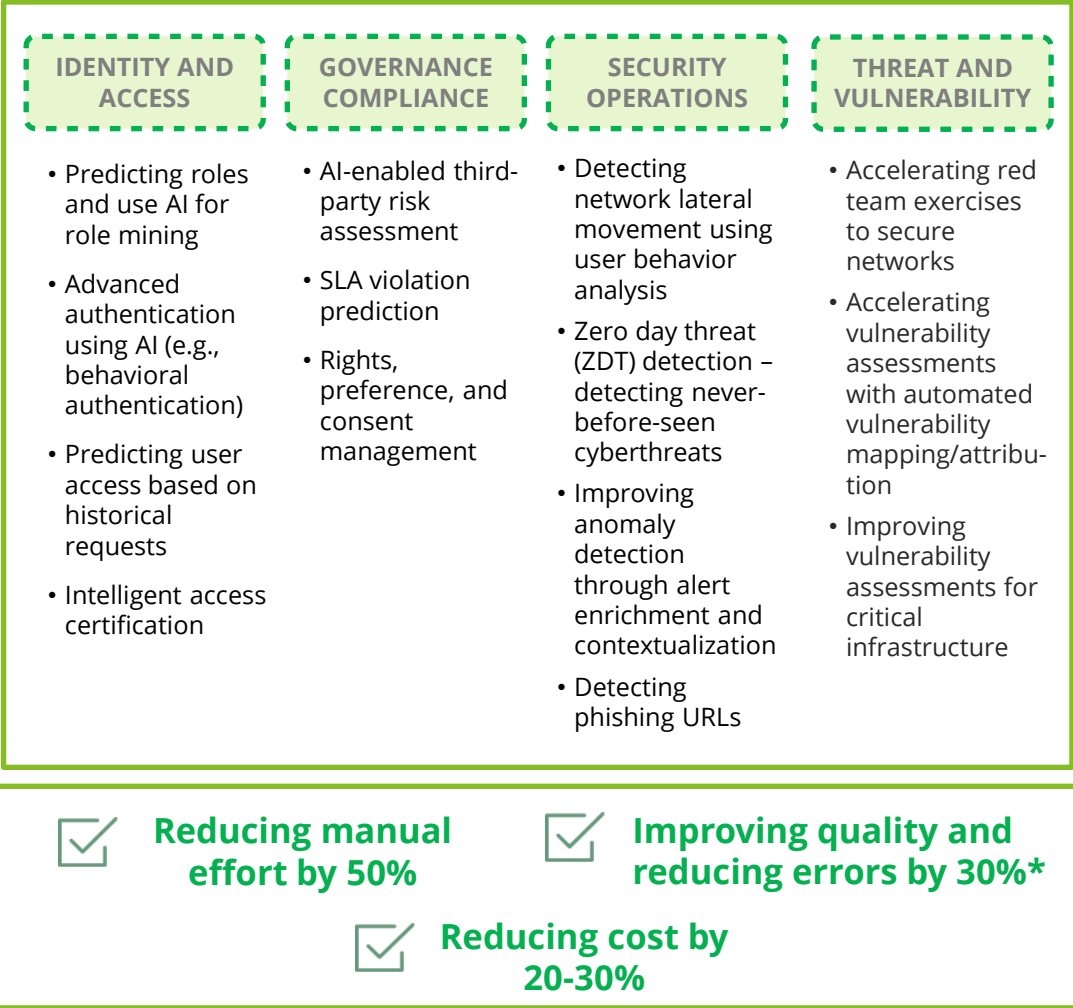 IDENTITY AND
ACCESS
• Predicting roles
and use AI for
role mining
• Advanced
authentication
using AI (e.g.,
behavioral
authentication)
• Predicting user
access based on
historical
requests
• Intelligent access
certification
GOVERNANCE
COMPLIANCE
• AI-enabled third-
party risk
assessment
• SLA violation
prediction
• Rights,
preference, and
consent
management
SECURITY
OPERATIONS
• Detecting
network lateral
movement using
user behavior
analysis
• Zero day threat
(ZDT) detection –
detecting never-
before-seen
cyberthreats
• Improving
anomaly
detection
through alert
enrichment and
contextualization
• Detecting
phishing URLs
THREAT AND
VULNERABILITY
• Accelerating red
team exercises
to secure
networks
• Accelerating
vulnerability
assessments
with automated
vulnerability
mapping/attribu-
tion
• Improving
vulnerability
assessments for
critical
infrastructure
Reducing manual
effort by 50%
Improving quality and
reducing errors by 30%*
Reducing cost by
20-30%